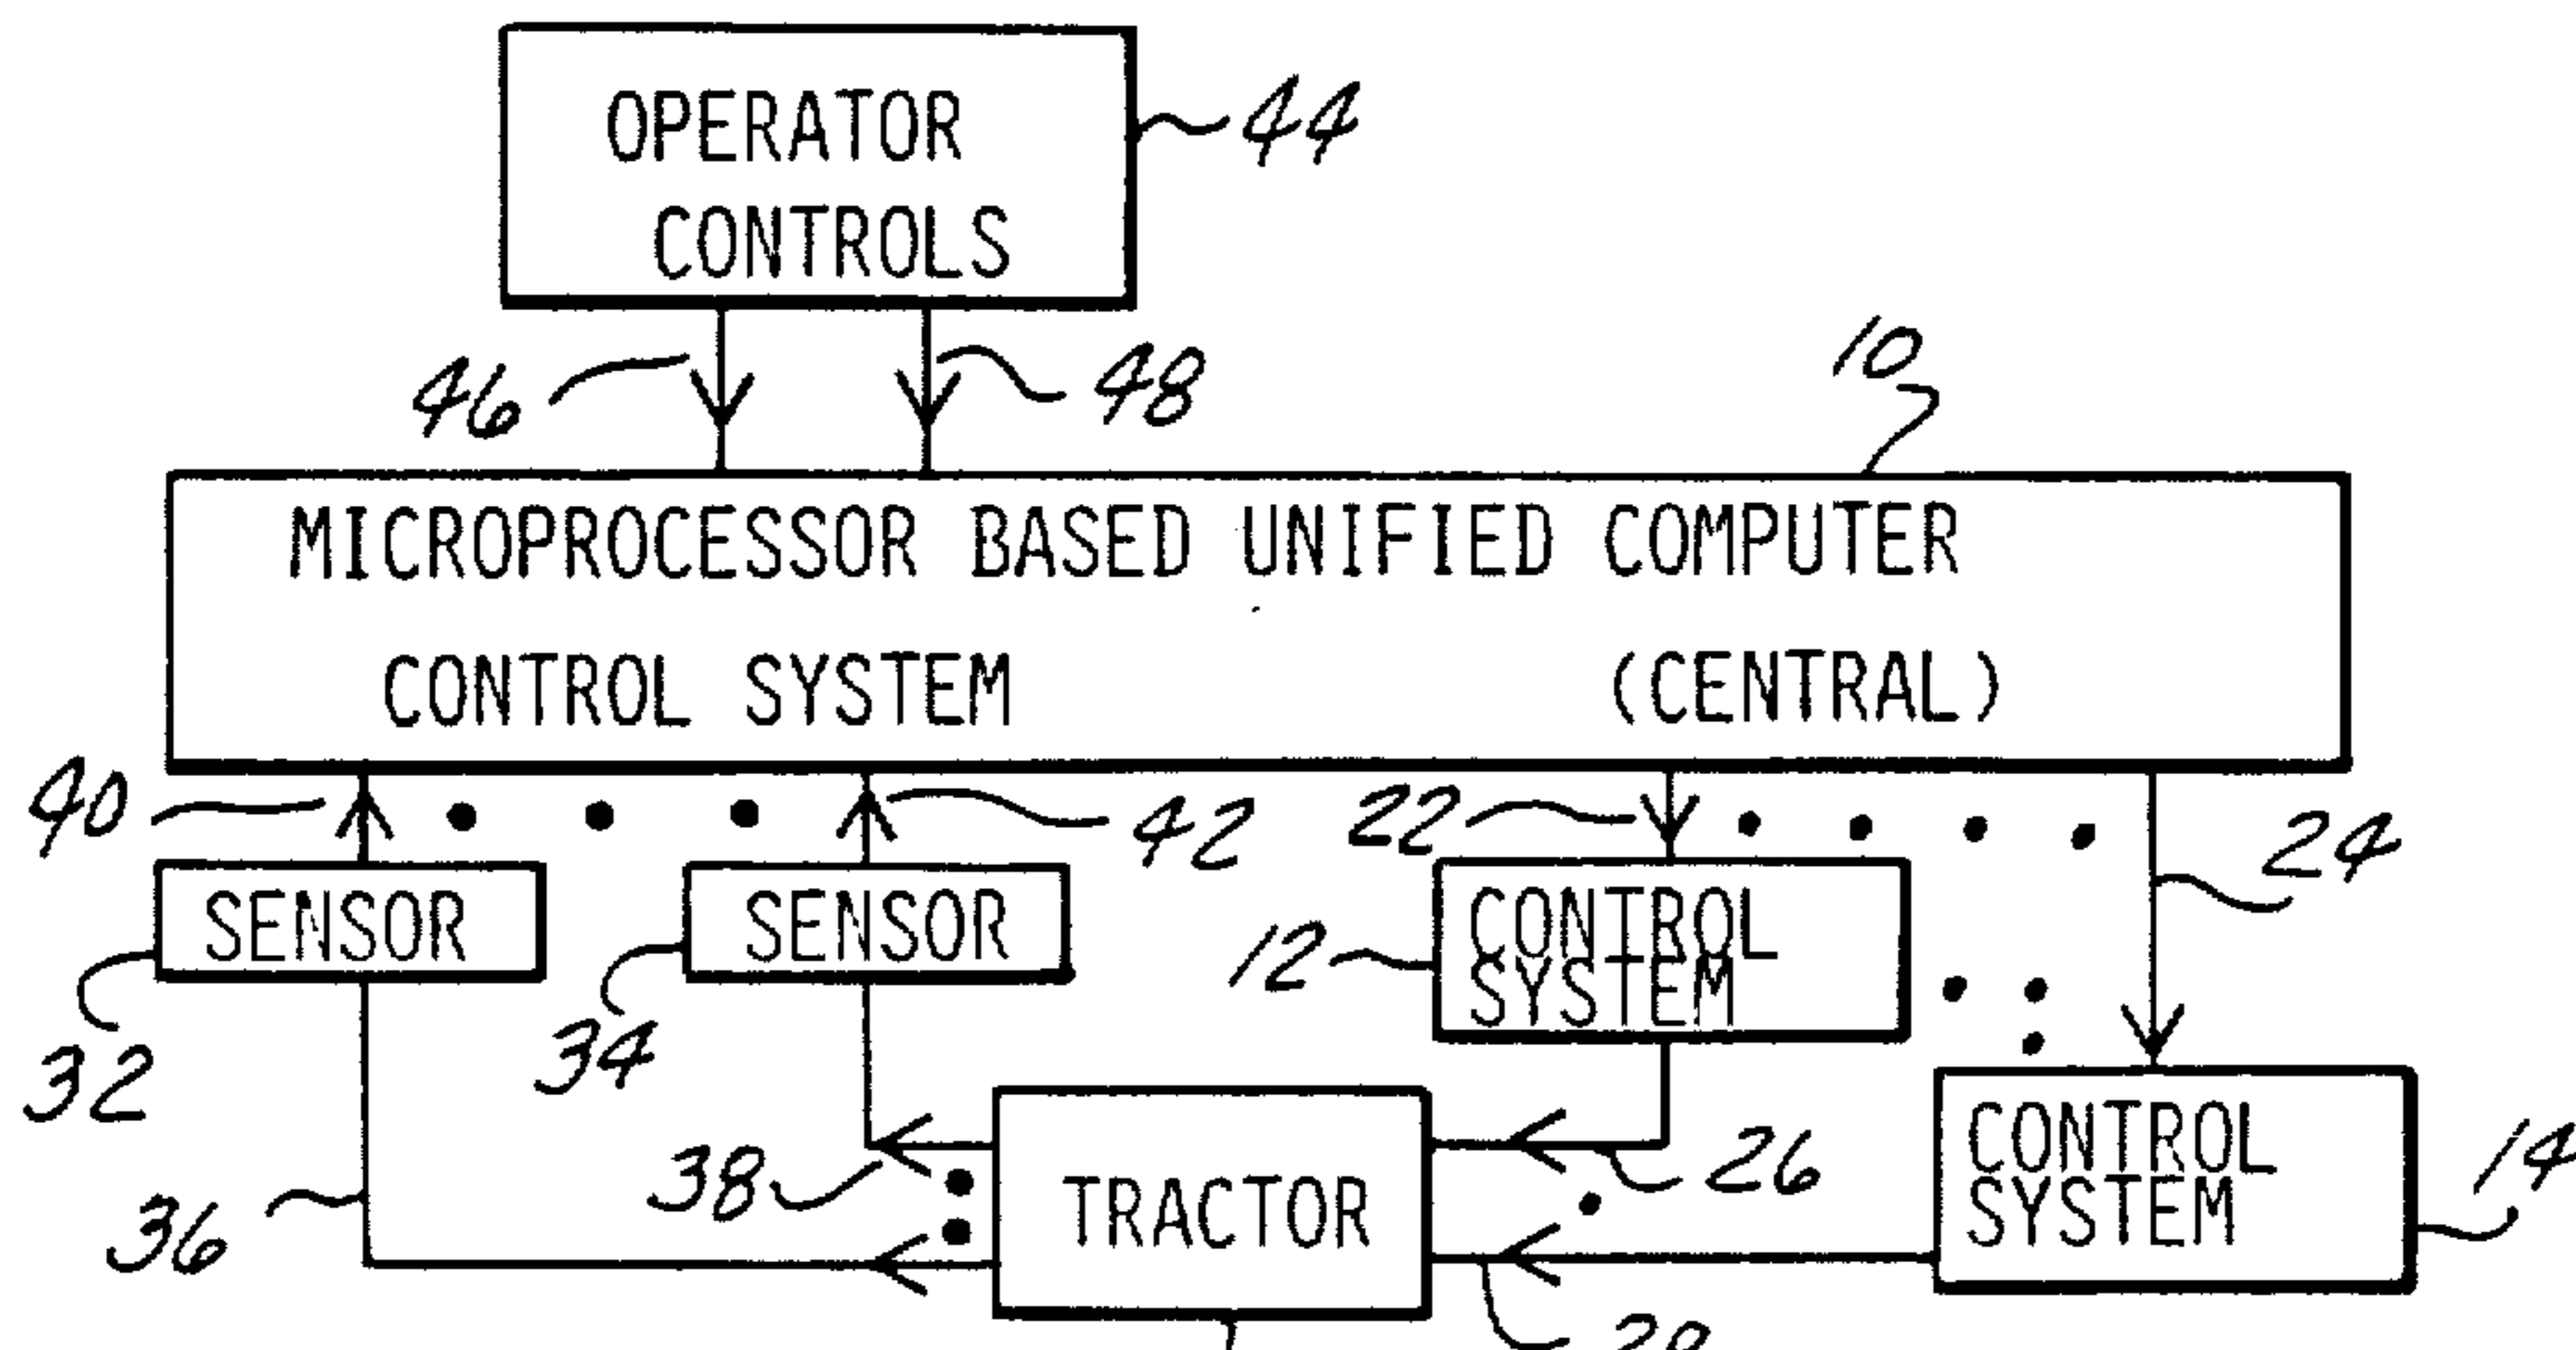 OPERATOR
CONTROLS
44
46
48
10
MICROPROCESSOR BASED UNIFIED COMPUTER
CONTROL SYSTEM (CENTRAL)
40
42
22
24
SENSOR
SENSOR
CONTROL
SYSTEM
12
32
34
CONTROL
SYSTEM
14
38
26
36
TRACTOR